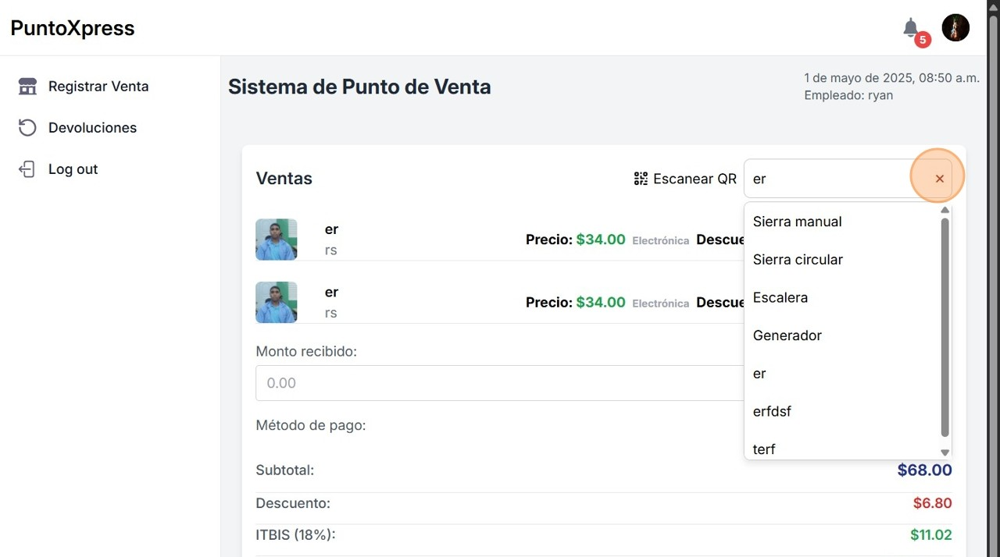 PuntoXpress
5
Registrar Venta
Devoluciones
Log out
Sistema de Punto de Venta
1 de mayo de 2025, 08:50 a.m.
Empleado: ryan
Ventas
Escanear QR
er
er
rs
Precio: $34.00 Electrónica Descue
er
rs
Precio: $34.00 Electrónica Descue
Sierra manual
Sierra circular
Escalera
Generador
er
erfdsf
terf
Monto recibido:
0.00
Método de pago:
Subtotal: $68.00
Descuento: $6.80
ITBIS (18%): $11.02